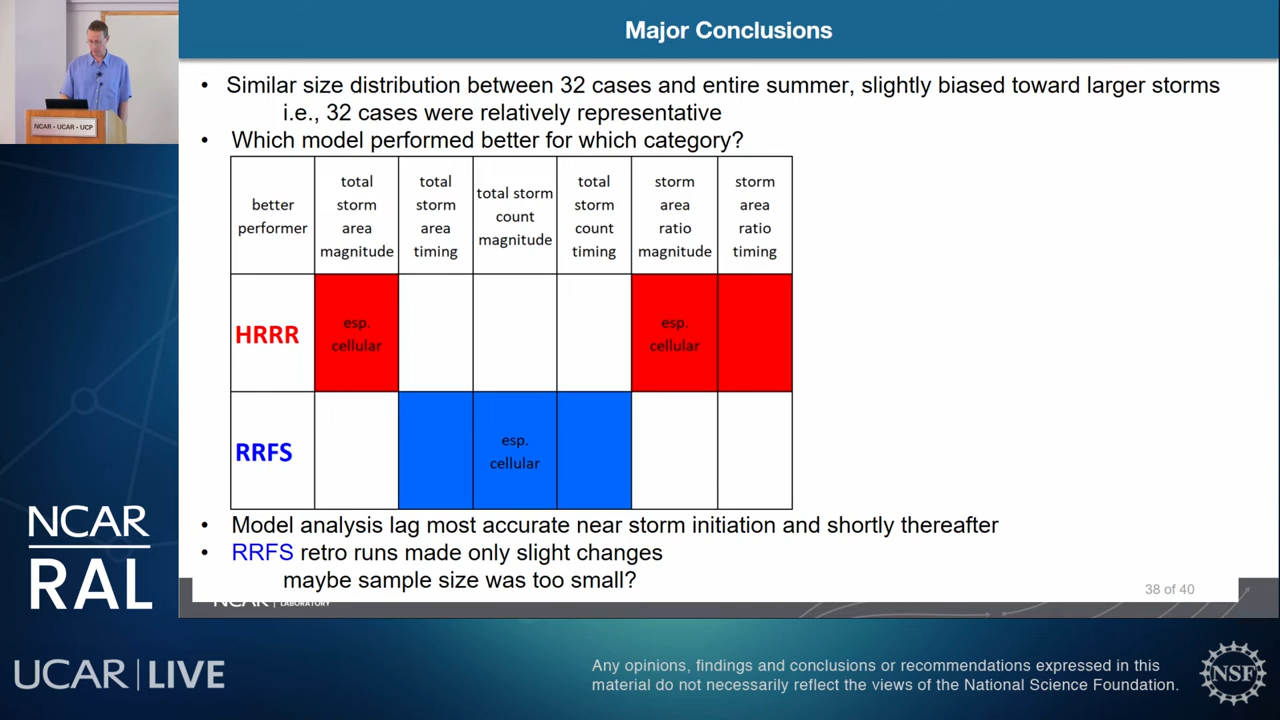 Major Conclusions
• Similar size distribution between 32 cases and entire summer, slightly biased toward larger storms
i.e., 32 cases were relatively representative
• Which model performed better for which category?
better performer
total storm area magnitude
total storm area timing
total storm count magnitude
total storm count timing
storm area ratio magnitude
storm area ratio timing
HRRR
esp. cellular
esp. cellular
RRFS
esp. cellular
• Model analysis lag most accurate near storm initiation and shortly thereafter
• RRFS retro runs made only slight changes
maybe sample size was too small?
38 of 40
NCAR
LABORATORY
NCAR • UCAR • UCP
NCAR
RAL
UCAR | LIVE
Any opinions, findings and conclusions or recommendations expressed in this
material do not necessarily reflect the views of the National Science Foundation.
NSF